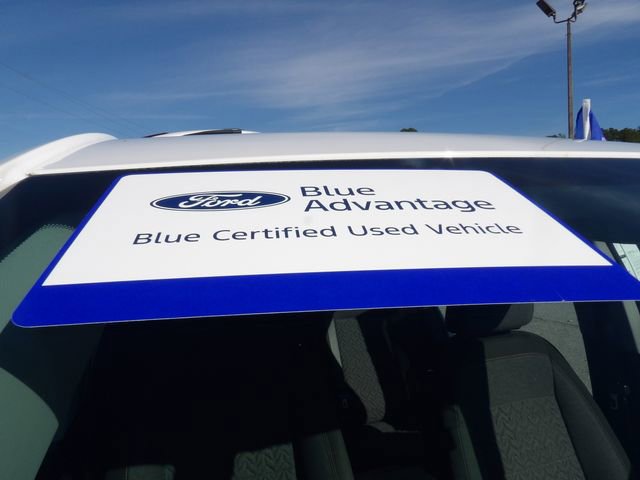 Ford
Blue
Advantage
Blue Certified Used Vehicle